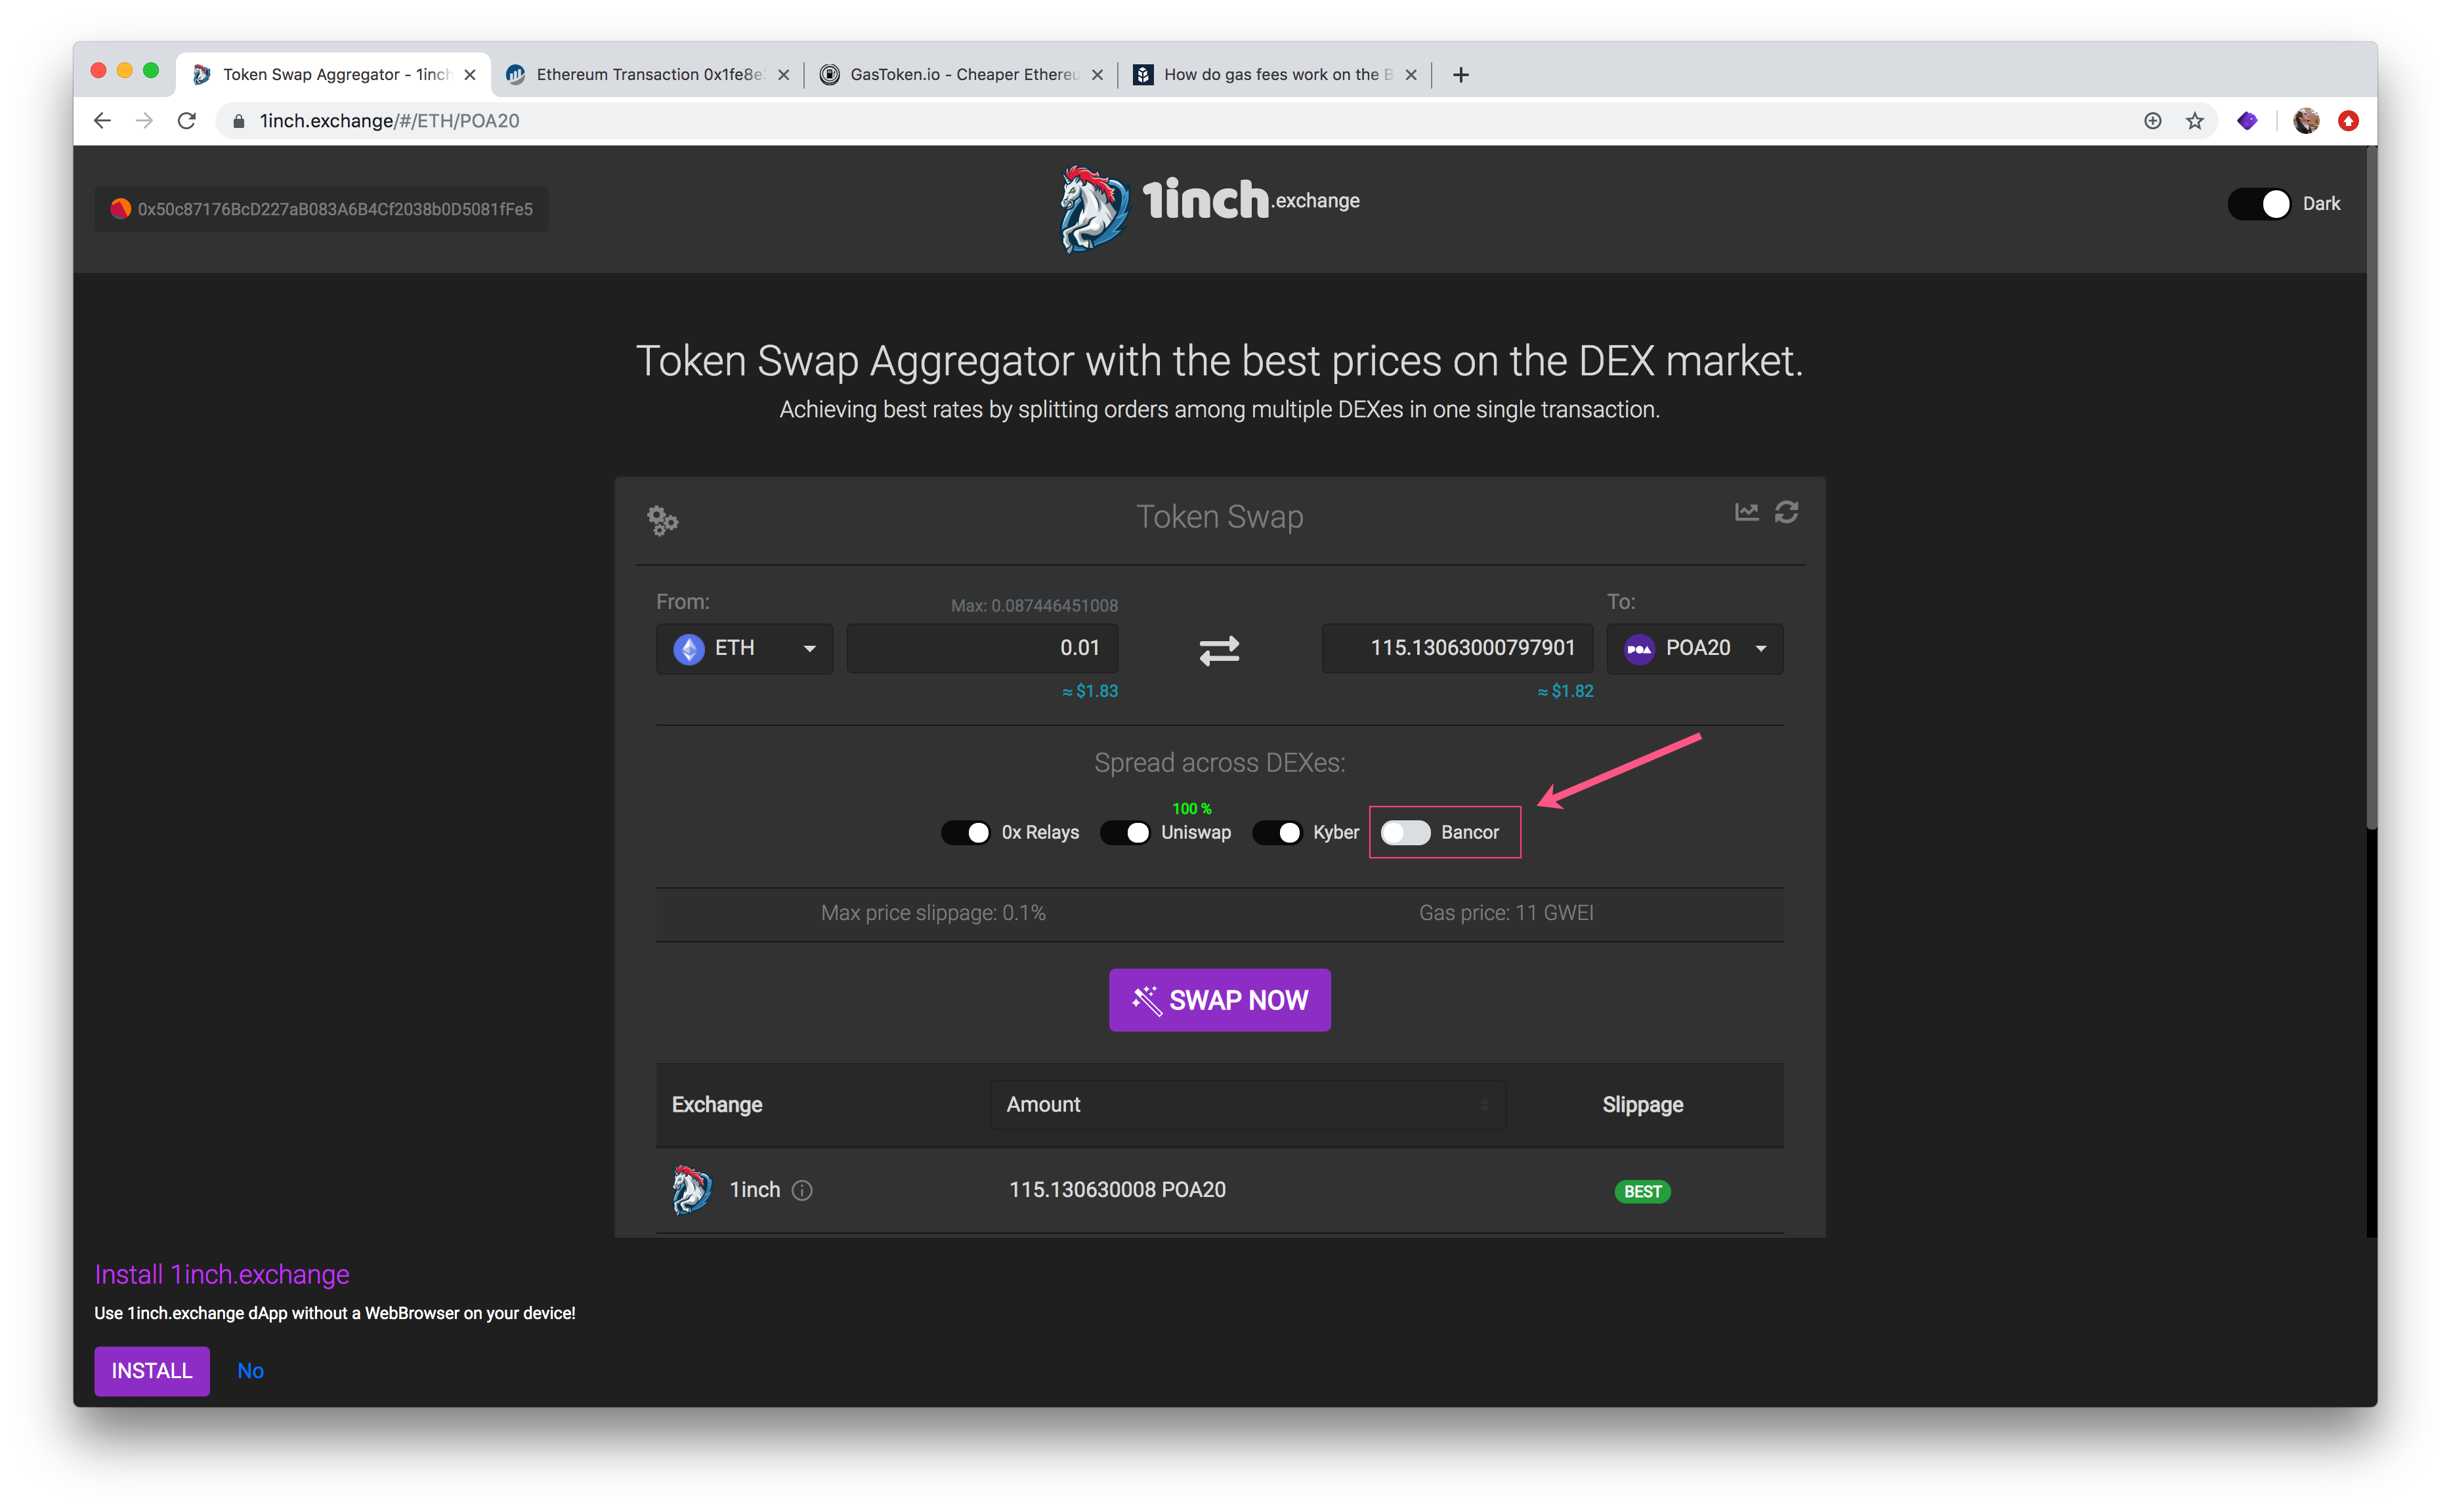 Token Swap Aggregator - 1inch
Ethereum Transaction 0x1fe8e
GasToken.io - Cheaper Ethereu
How do gas fees work on the B
1inch.exchange/#/ETH/POA20
0x50c87176BcD227aB083A6B4Cf2038b0D5081fFe5
1inch.exchange
Dark
Token Swap Aggregator with the best prices on the DEX market.
Achieving best rates by splitting orders among multiple DEXes in one single transaction.
Token Swap
From:
Max: 0.087446451008
To:
ETH
0.01
115.13063000797901
POA20
≈ $1.83
≈ $1.82
Spread across DEXes:
100 %
0x Relays
Uniswap
Kyber
Bancor
Max price slippage: 0.1%
Gas price: 11 GWEI
SWAP NOW
Exchange
Amount
Slippage
1inch
115.130630008 POA20
BEST
Install 1inch.exchange
Use 1inch.exchange dApp without a WebBrowser on your device!
INSTALL
No